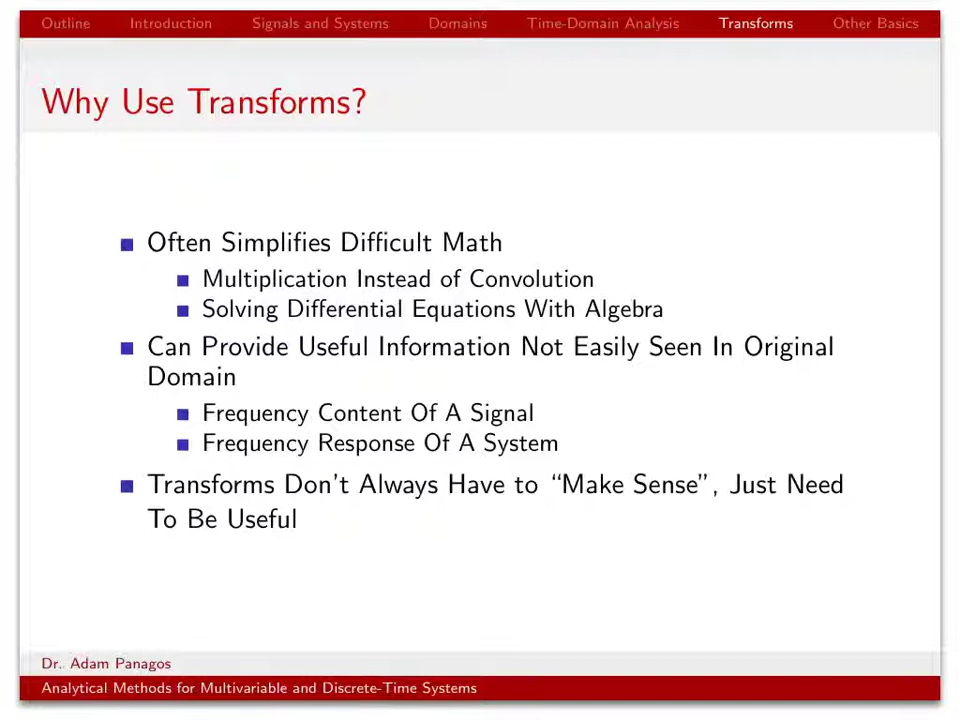 Outline Introduction Signals and Systems Domains Time-Domain Analysis Transforms Other Basics
Why Use Transforms?
Often Simplifies Difficult Math
Multiplication Instead of Convolution
Solving Differential Equations With Algebra
Can Provide Useful Information Not Easily Seen In Original
Domain
Frequency Content Of A Signal
Frequency Response Of A System
Transforms Don't Always Have to “Make Sense”, Just Need
To Be Useful
Dr. Adam Panagos
Analytical Methods for Multivariable and Discrete-Time Systems